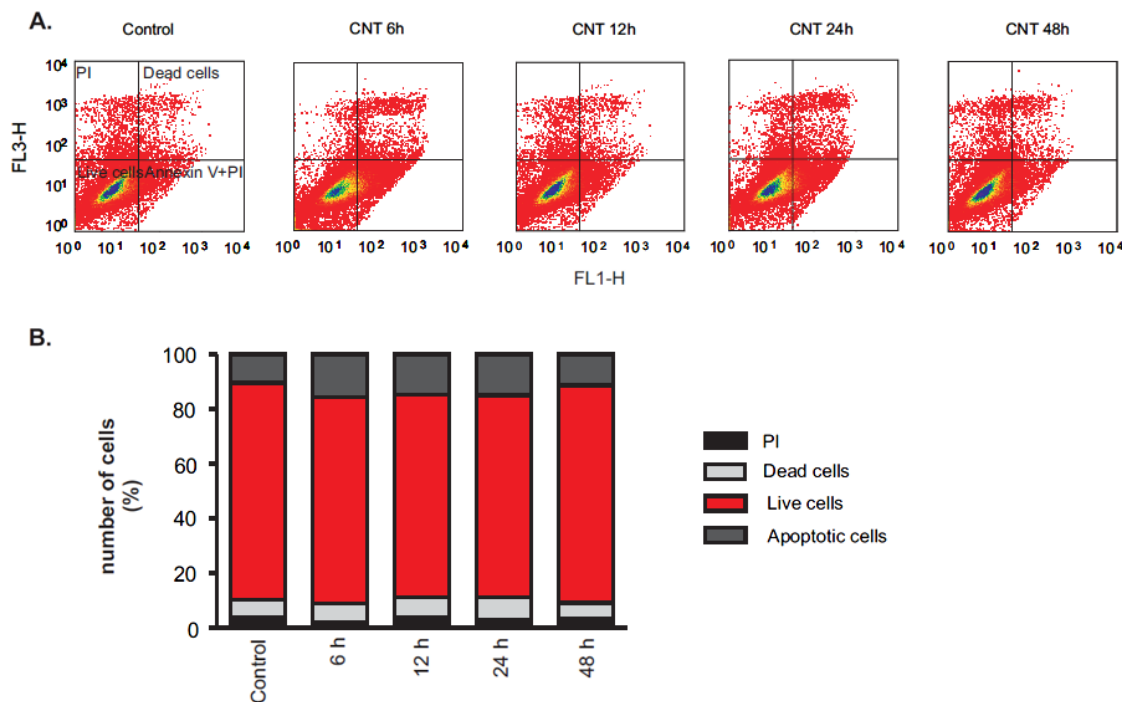 A.
Control CNT 6h CNT 12h CNT 24h CNT 48h
FL3-H
10⁴
10³
10²
10¹
10⁰
PI Dead cells
Live cells Annexin V+PI
10⁰ 10¹ 10² 10³ 10⁴ 10⁰ 10¹ 10² 10³ 10⁴ 10⁰ 10¹ 10² 10³ 10⁴ 10⁰ 10¹ 10² 10³ 10⁴ 10⁰ 10¹ 10² 10³ 10⁴
FL1-H
B.
number of cells
(%)
100
80
60
40
20
0
Control 6 h 12 h 24 h 48 h
PI
Dead cells
Live cells
Apoptotic cells